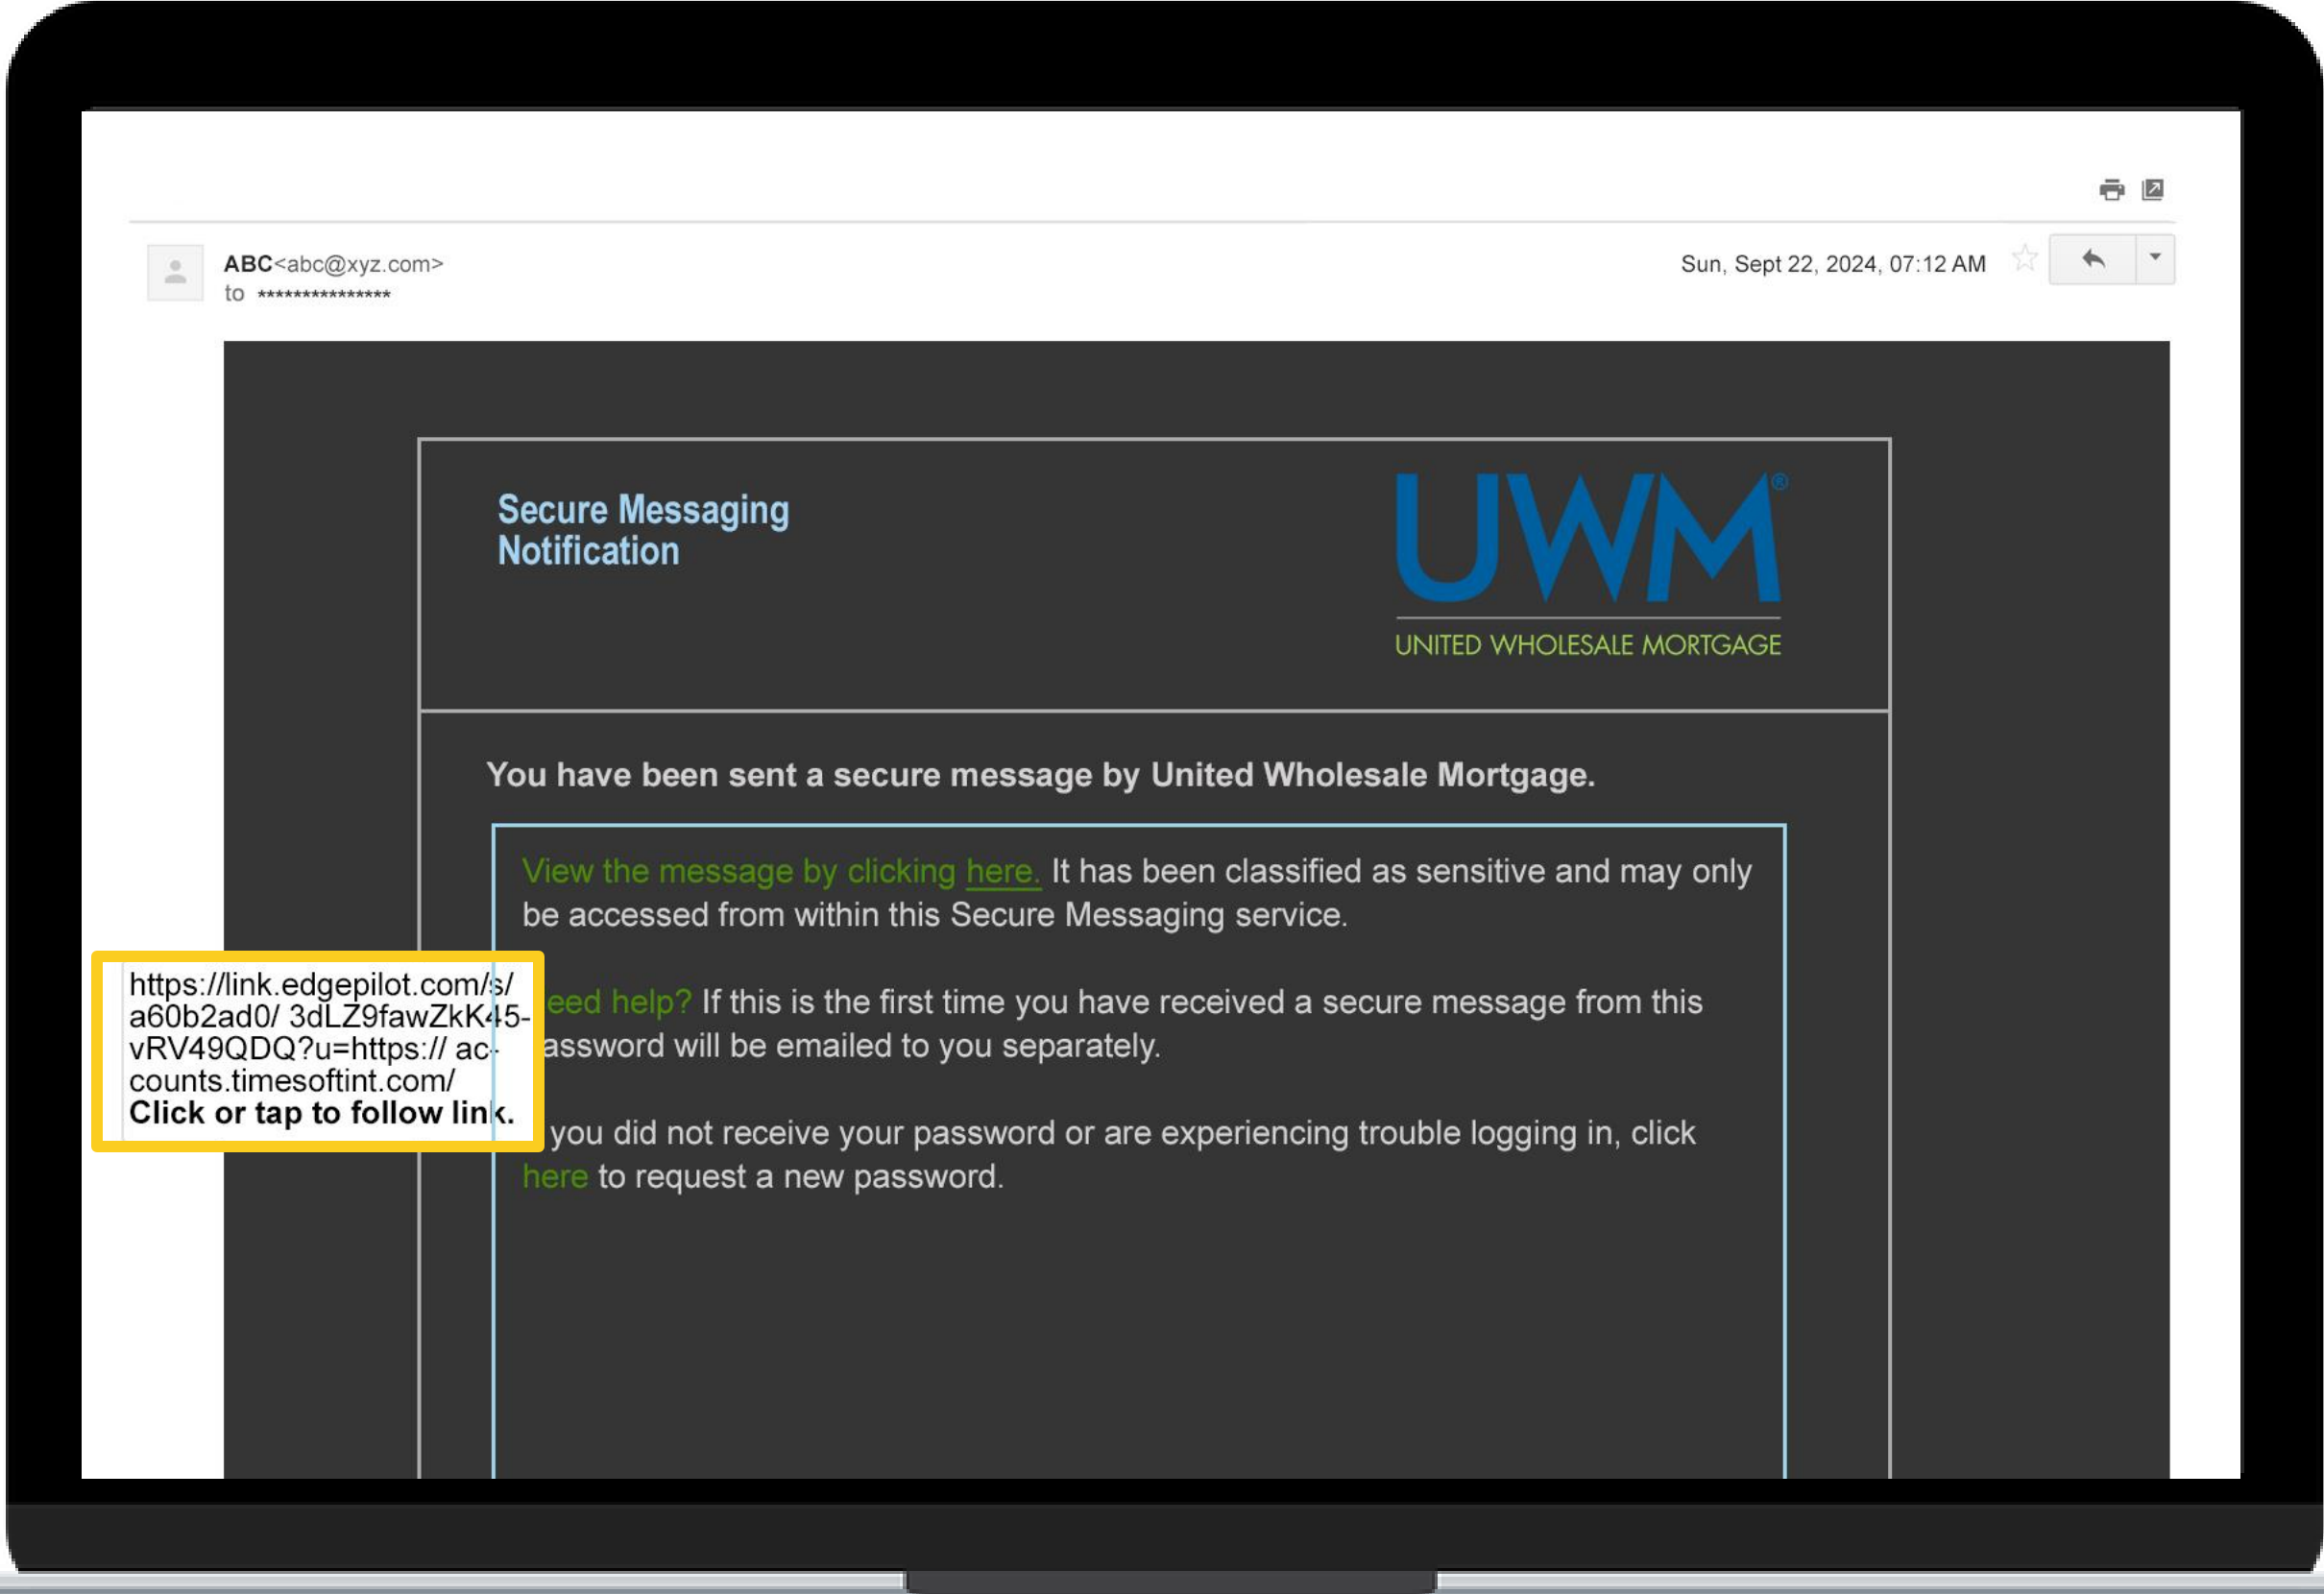 ABC<abc@xyz.com>
Sun, Sept 22, 2024, 07:12 AM
to ***************
Secure Messaging
Notification
UWM®
UNITED WHOLESALE MORTGAGE
You have been sent a secure message by United Wholesale Mortgage.
View the message by clicking here. It has been classified as sensitive and may only
be accessed from within this Secure Messaging service.
https://link.edgepilot.com/s/
a60b2ad0/ 3dLZ9fawZkK45-
vRV49QDQ?u=https:// ac-
counts.timesoftint.com/
Click or tap to follow link.
eed help? If this is the first time you have received a secure message from this
assword will be emailed to you separately.
you did not receive your password or are experiencing trouble logging in, click
here to request a new password.